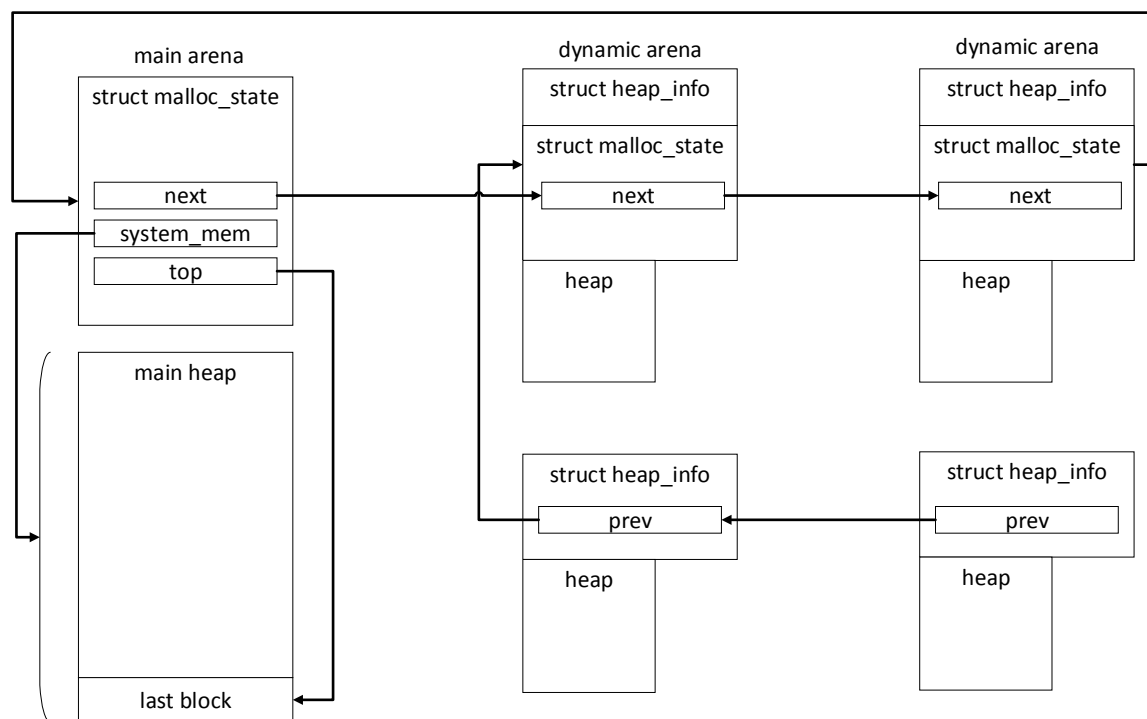 main arena
struct malloc_state
next
system_mem
top
main heap
last block
dynamic arena
struct heap_info
struct malloc_state
next
heap
struct heap_info
prev
heap
dynamic arena
struct heap_info
struct malloc_state
next
heap
struct heap_info
prev
heap